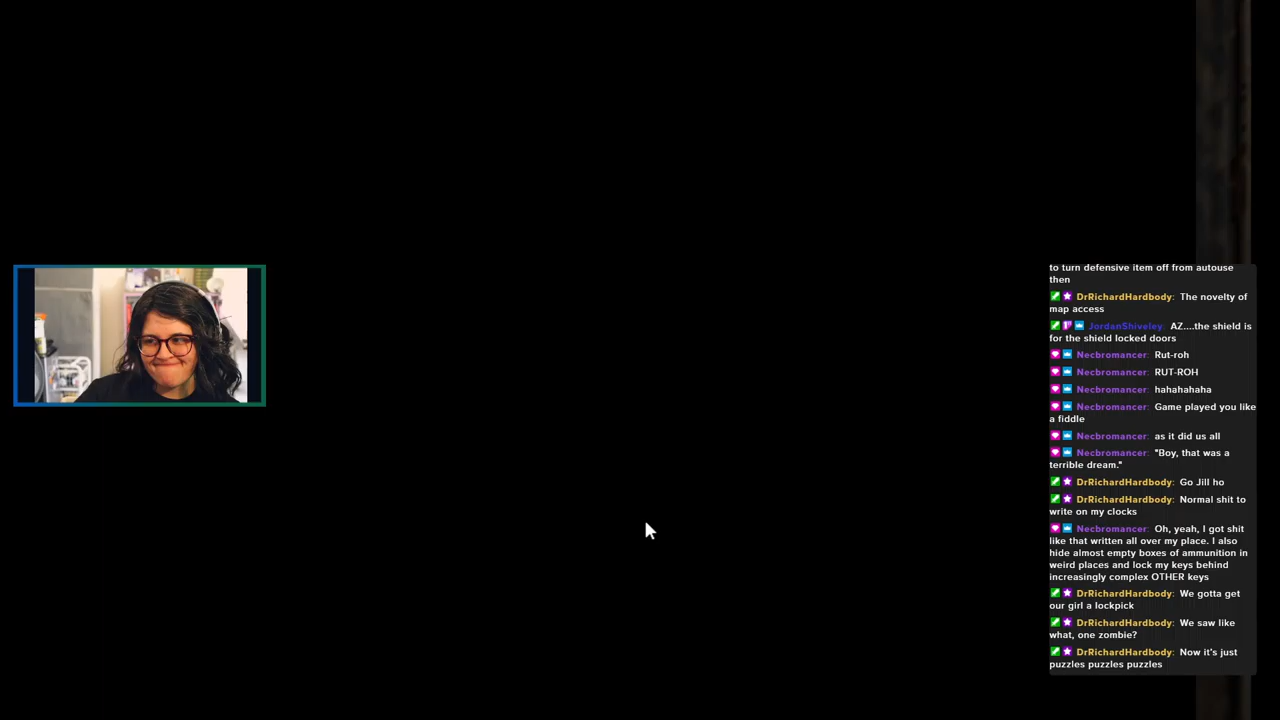 to turn defensive item off from autouse
then
DrRichardHardbody: The novelty of
map access
JordanShiveley: AZ....the shield is
for the shield locked doors
Necbromancer: Rut-roh
Necbromancer: RUT-ROH
Necbromancer: hahahahaha
Necbromancer: Game played you like
a fiddle
Necbromancer: as it did us all
Necbromancer: "Boy, that was a
terrible dream."
DrRichardHardbody: Go Jill ho
DrRichardHardbody: Normal shit to
write on my clocks
Necbromancer: Oh, yeah, I got shit
like that written all over my place. I also
hide almost empty boxes of ammunition in
weird places and lock my keys behind
increasingly complex OTHER keys
DrRichardHardbody: We gotta get
our girl a lockpick
DrRichardHardbody: We saw like
what, one zombie?
DrRichardHardbody: Now it's just
puzzles puzzles puzzles